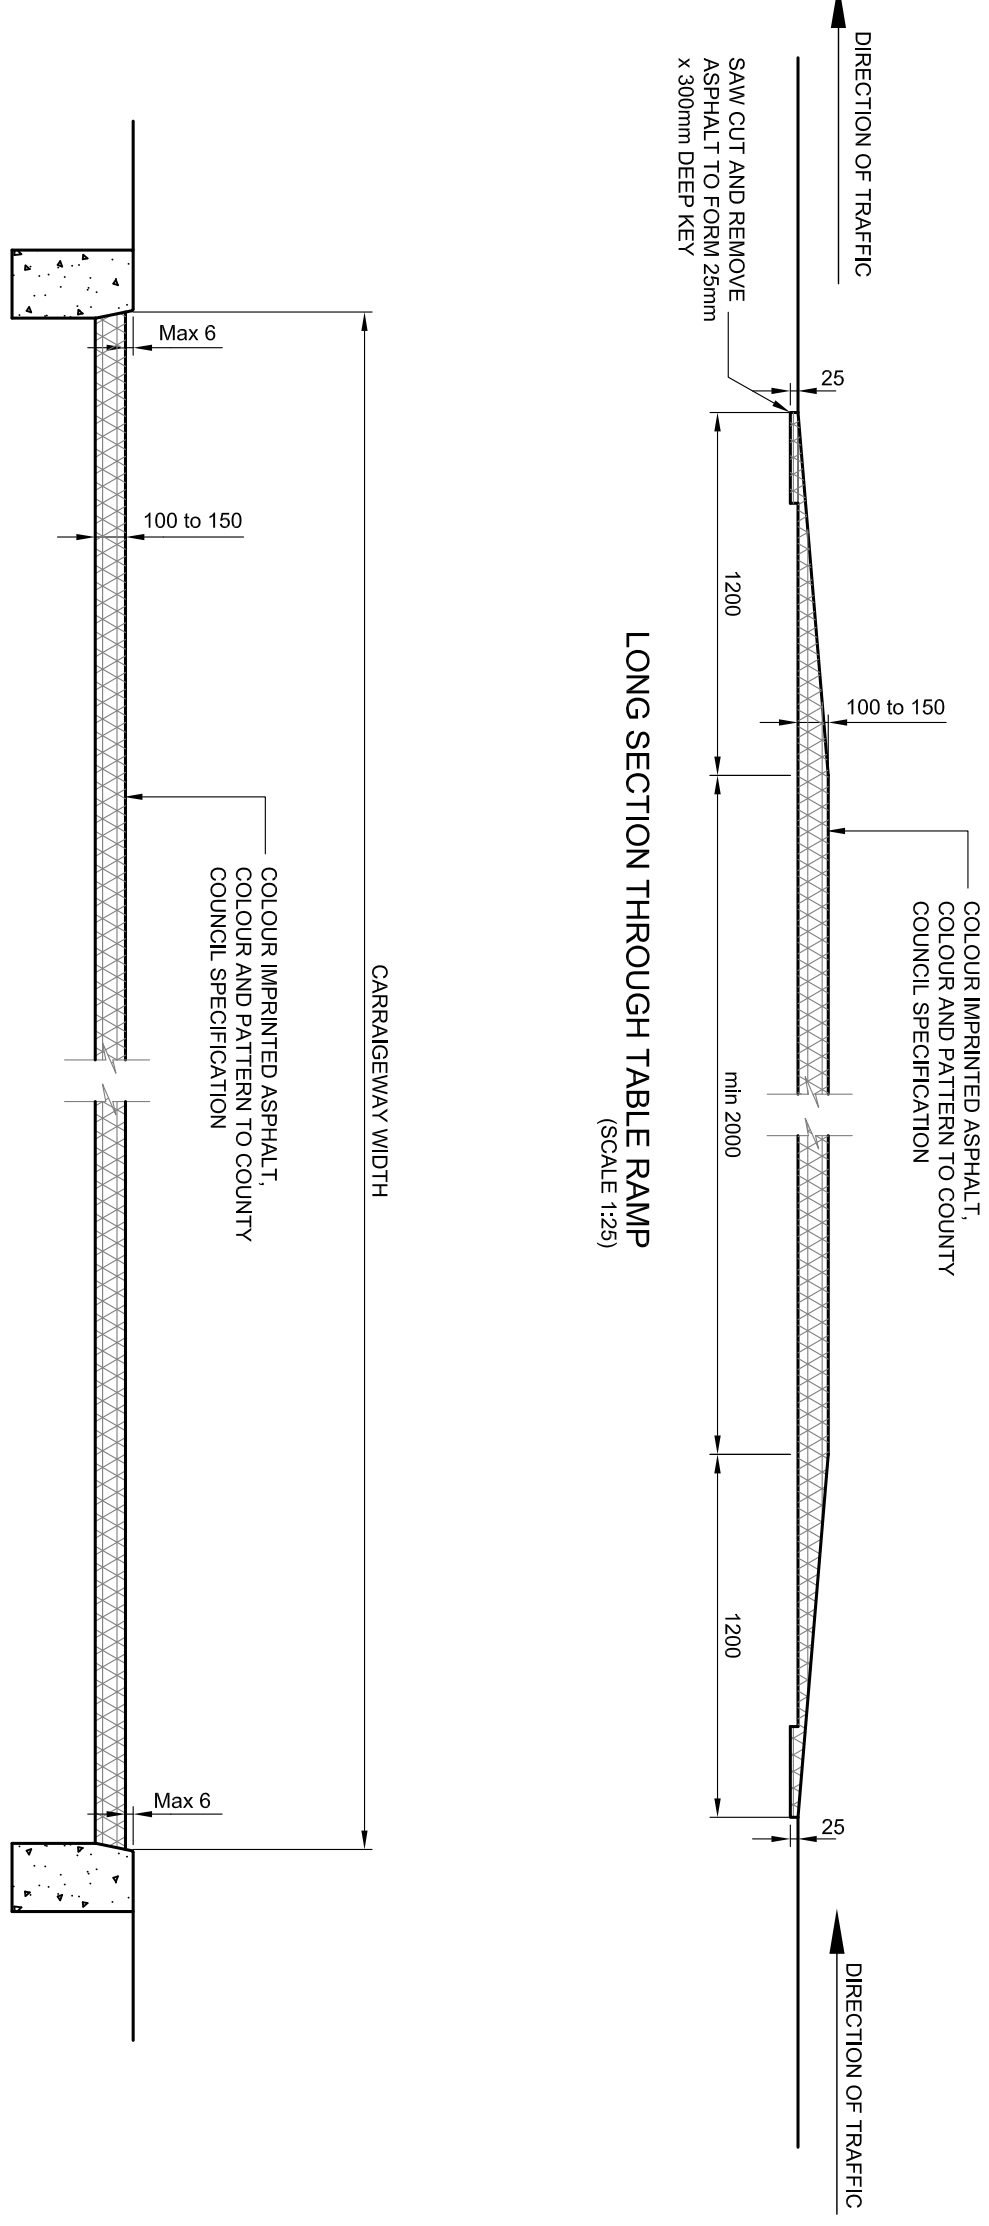 DIRECTION OF TRAFFIC
DIRECTION OF TRAFFIC
COLOUR IMPRINTED ASPHALT,
COLOUR AND PATTERN TO COUNTY
COUNCIL SPECIFICATION
SAW CUT AND REMOVE
ASPHALT TO FORM 25mm
x 300mm DEEP KEY
25
100 to 150
25
1200
min 2000
1200
LONG SECTION THROUGH TABLE RAMP
(SCALE 1:25)
CARRAIGEWAY WIDTH
COLOUR IMPRINTED ASPHALT,
COLOUR AND PATTERN TO COUNTY
COUNCIL SPECIFICATION
Max 6
100 to 150
Max 6